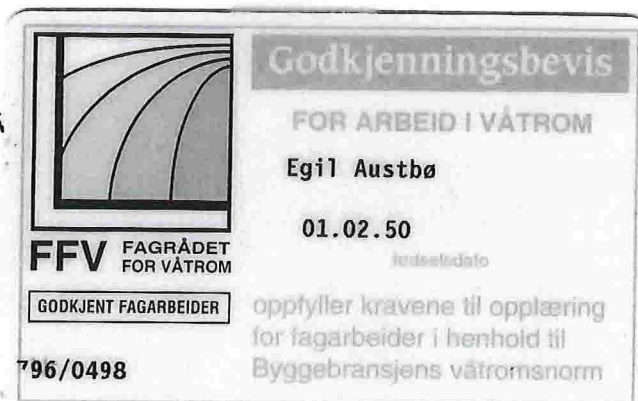 Godkjenningsbevis
FOR ARBEID I VÅTROM
Egil Austbø
01.02.50
fødselsdato
FFV FAGRÅDET
FOR VÅTROM
GODKJENT FAGARBEIDER
oppfyller kravene til opplæring
for fagarbeider i henhold til
Byggebransjens våtromsnorm
796/0498